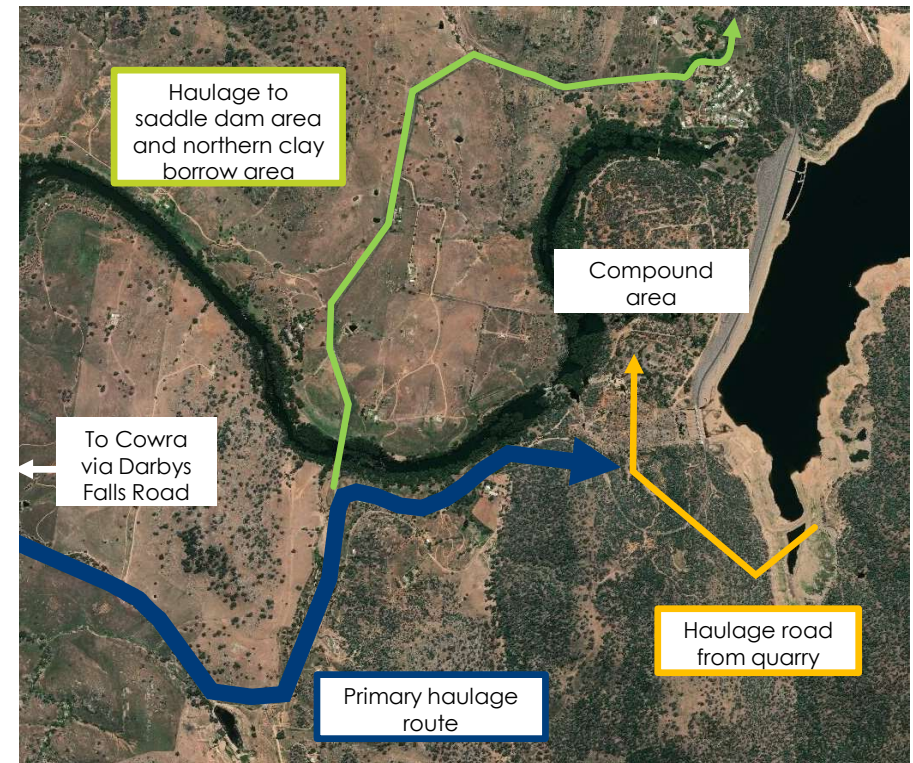 Haulage to
saddle dam area
and northern clay
borrow area
Compound
area
To Cowra
via Darbys
Falls Road
Haulage road
from quarry
Primary haulage
route